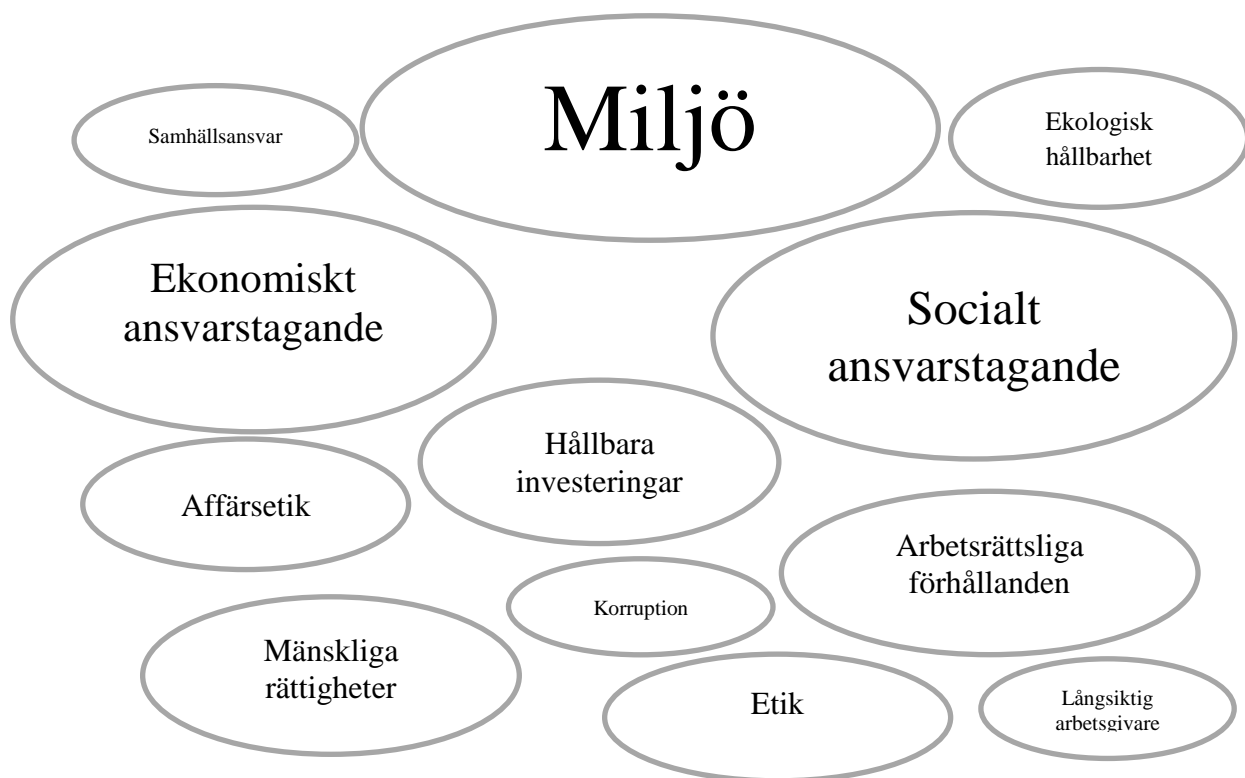 Miljö
Samhällsansvar
Ekologisk
hållbarhet
Ekonomiskt
ansvarstagande
Socialt
ansvarstagande
Hållbara
investeringar
Affärsetik
Arbetsrättsliga
förhållanden
Korruption
Mänskliga
rättigheter
Etik
Långsiktig
arbetsgivare